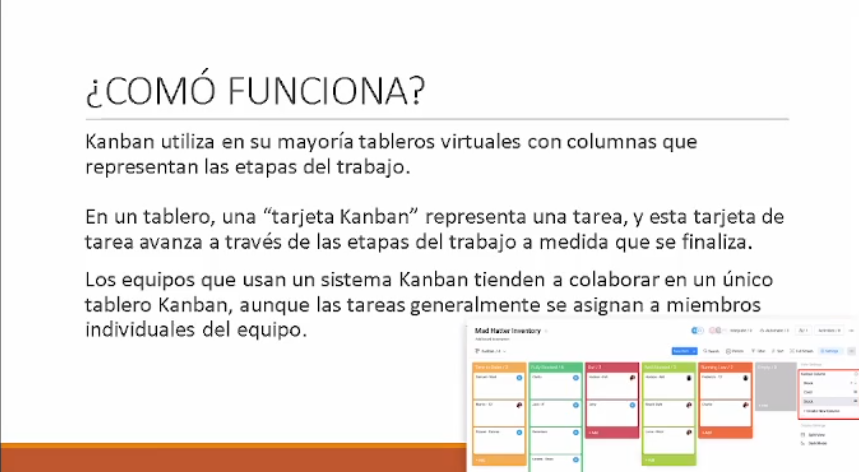 ¿COMÓ FUNCIONA?
Kanban utiliza en su mayoría tableros virtuales con columnas que
representan las etapas del trabajo.
En un tablero, una “tarjeta Kanban” representa una tarea, y esta tarjeta de
tarea avanza a través de las etapas del trabajo a medida que se finaliza.
Los equipos que usan un sistema Kanban tienden a colaborar en un único
tablero Kanban, aunque las tareas generalmente se asignan a miembros
individuales del equipo.
Mad Hatter Inventory